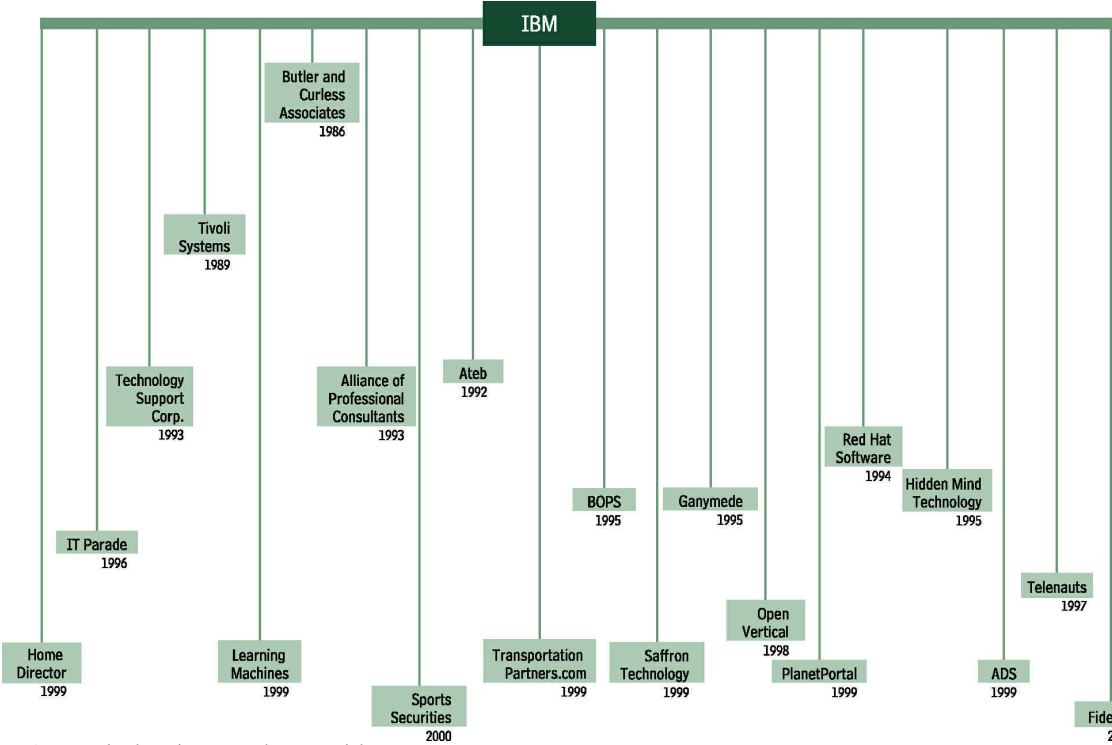 IBM
Butler and
Curless
Associates
1986
Tivoli
Systems
1989
Technology
Support
Corp.
1993
Alliance of
Professional
Consultants
1993
Ateb
1992
Red Hat
Software
1994
Hidden Mind
Technology
1995
BOPS
1995
Ganymede
1995
IT Parade
1996
Telenauts
1997
Open
Vertical
1998
Home
Director
1999
Learning
Machines
1999
Transportation
Partners.com
1999
Saffron
Technology
1999
PlanetPortal
1999
ADS
1999
Sports
Securities
2000
Fide
2